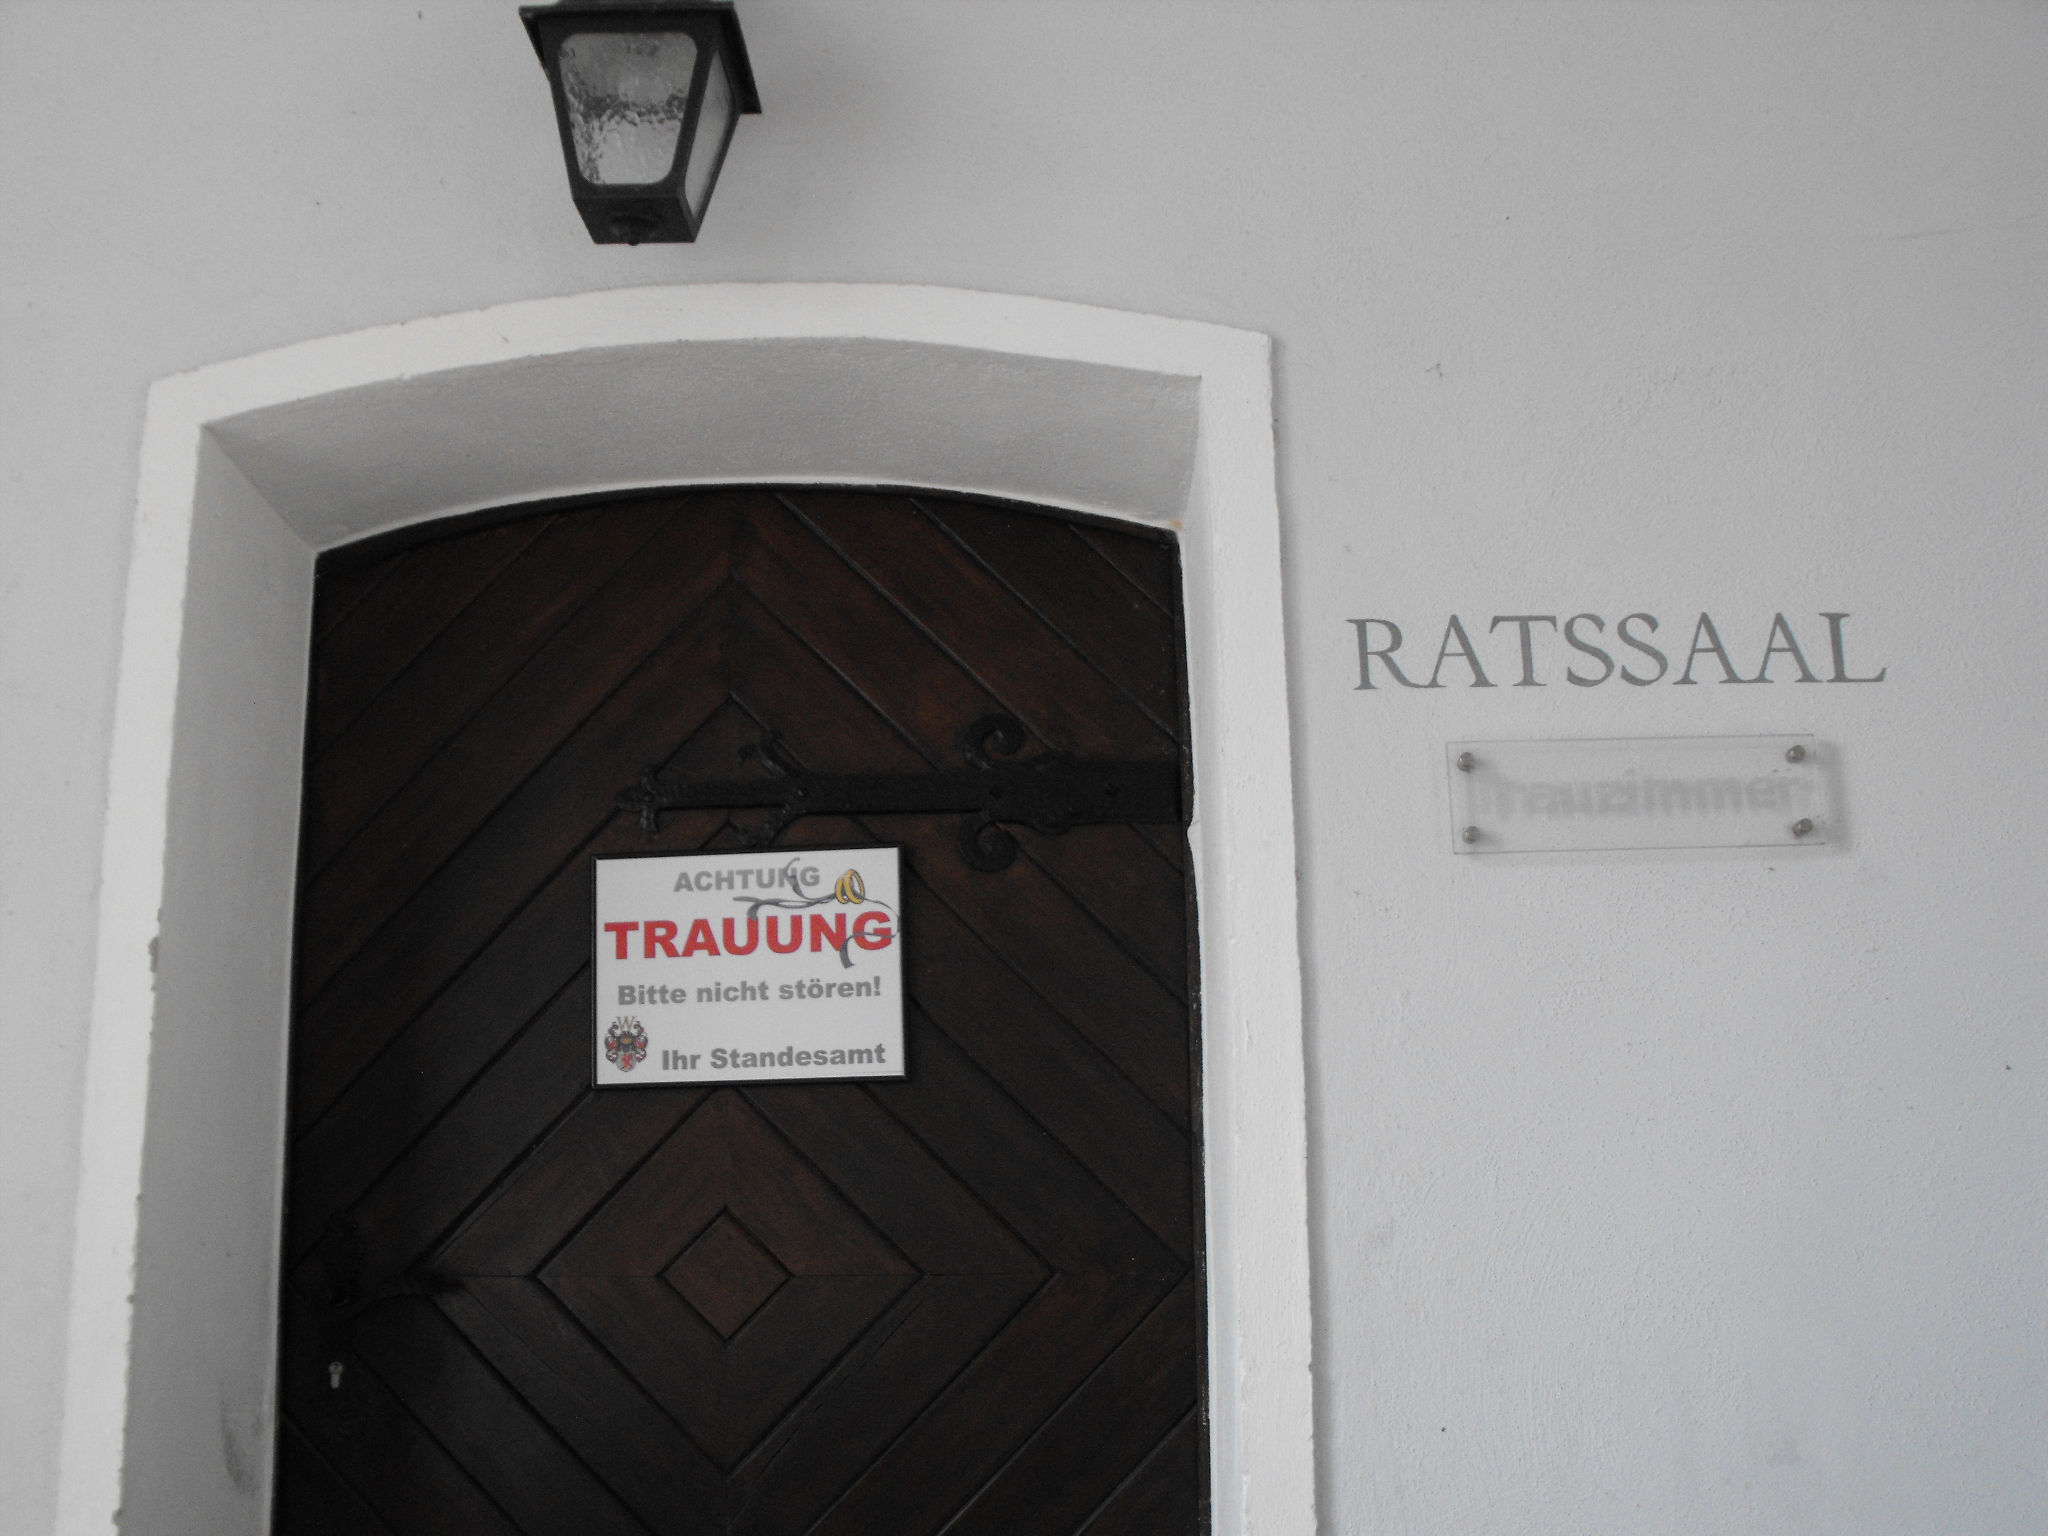 RATSSAAL
Trauzimmer
ACHTUNG
TRAUUNG
Bitte nicht stören!
W
Ihr Standesamt